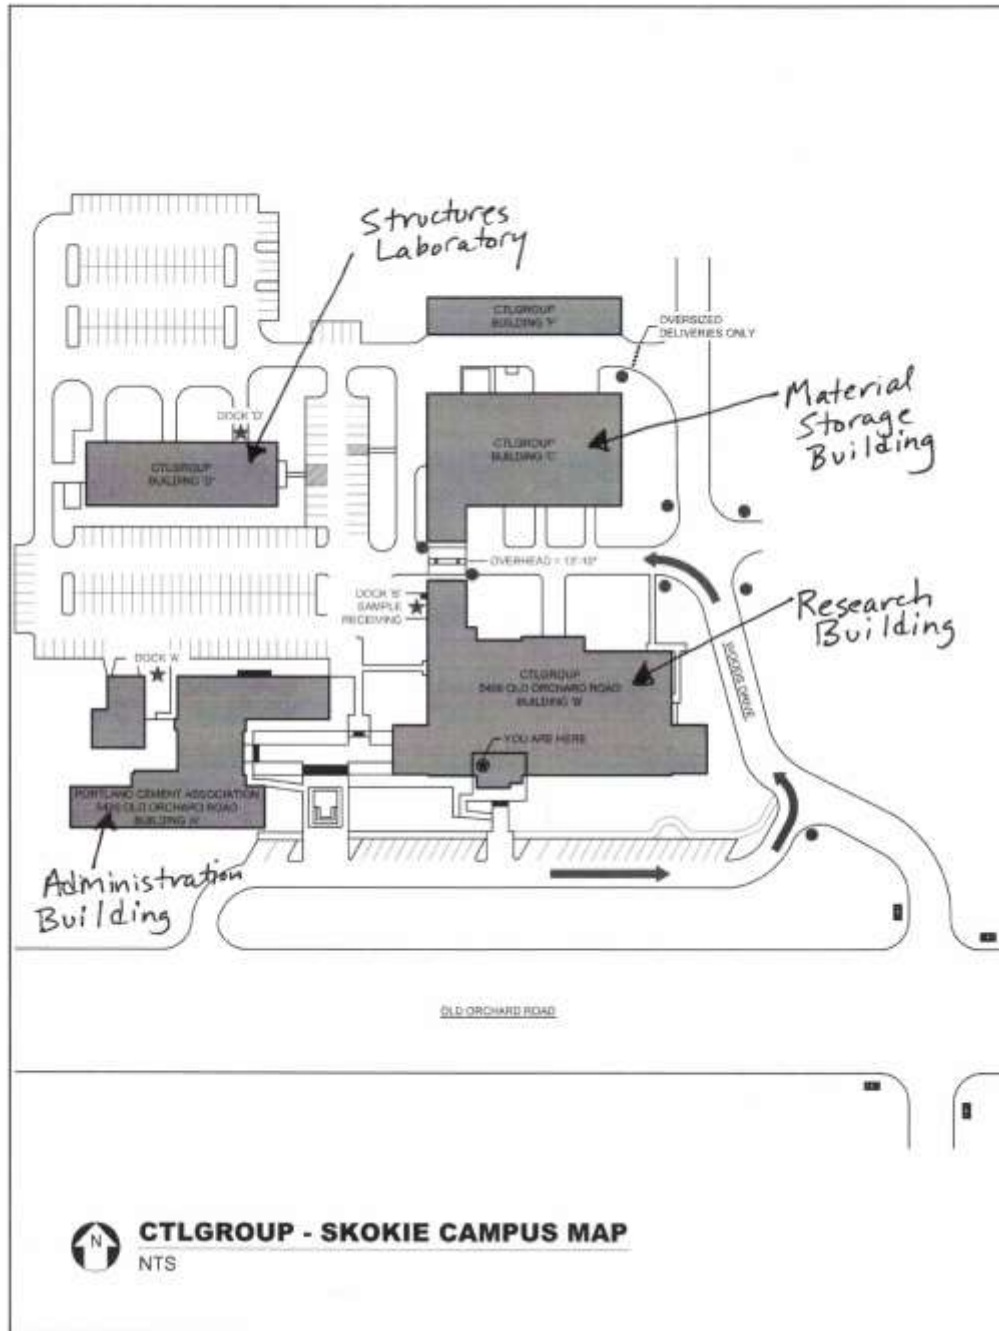 Structures
Laboratory
CTLGROUP
BUILDING 'F'
OVERSIZED
DELIVERIES ONLY
Material
Storage
Building
DOCK 'D'
CTLGROUP
BUILDING 'D'
CTLGROUP
BUILDING 'C'
OVERHEAD =
DOCK 'B'
SAMPLE
RECEIVING
Research
Building
DOCK 'A'
CTLGROUP
5400 OLD ORCHARD ROAD
BUILDING 'B'
WOODS DRIVE
YOU ARE HERE
PORTLAND CEMENT ASSOCIATION
5420 OLD ORCHARD ROAD
BUILDING 'A'
Administration
Building
OLD ORCHARD ROAD
N
CTLGROUP - SKOKIE CAMPUS MAP
NTS